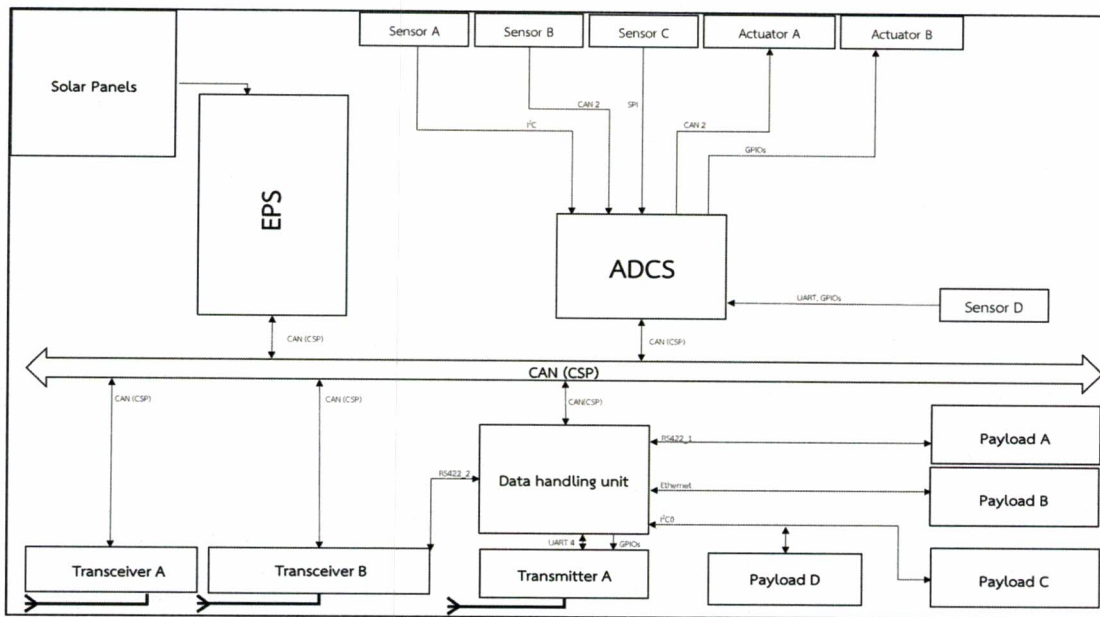 Sensor A
Sensor B
Sensor C
Actuator A
Actuator B
Solar Panels
CAN 2
SPI
I²C
CAN 2
GPIOs
EPS
ADCS
UART, GPIOs
Sensor D
CAN (CSP)
CAN (CSP)
CAN (CSP)
CAN (CSP)
CAN (CSP)
CAN(CSP)
RS422_1
Payload A
RS422_2
Data handling unit
Ethernet
Payload B
I²C0
UART 4
GPIOs
Transceiver A
Transceiver B
Transmitter A
Payload D
Payload C